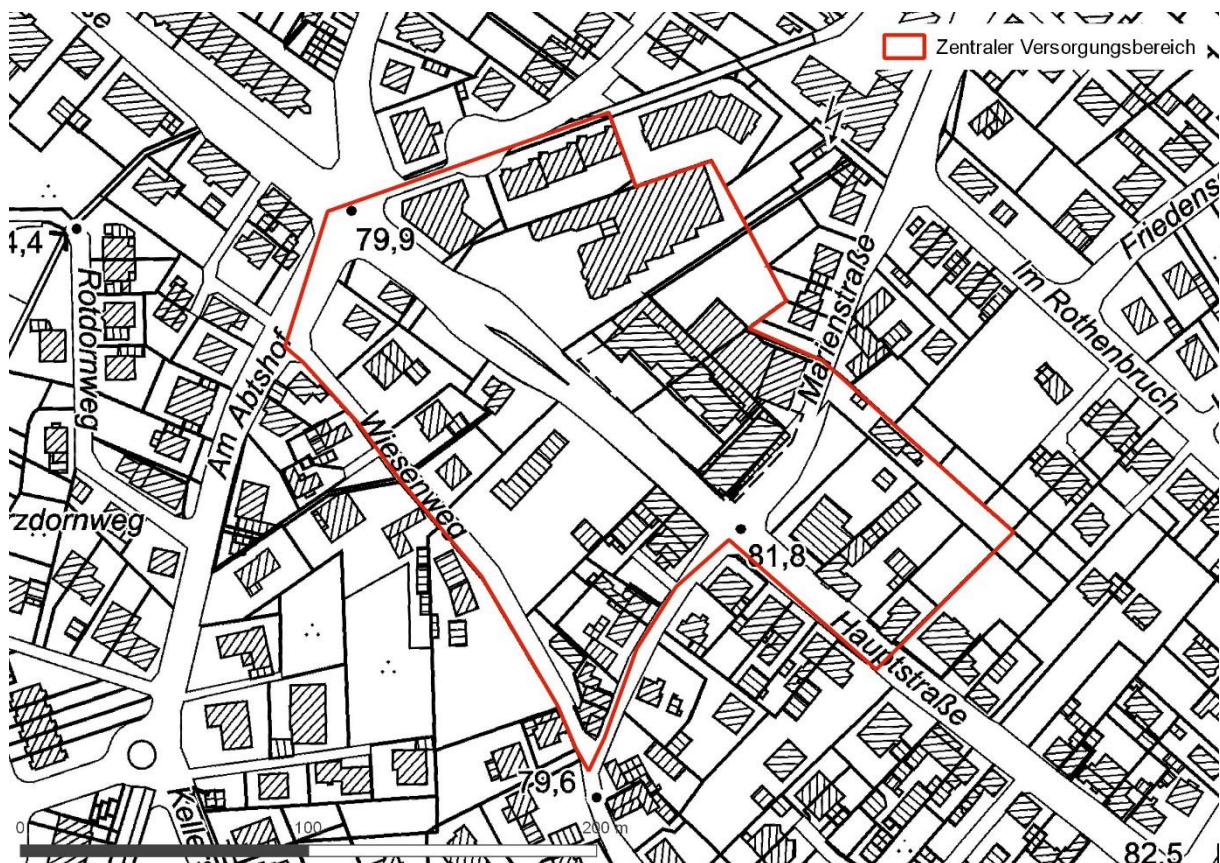 Zentraler Versorgungsbereich
79,9
Rotdornweg
Am Abtshof
Wiesenweg
Marienstraße
Im Rothenbruch
81,8
Hauptstraße
79,6
0
100
200 m
82,5